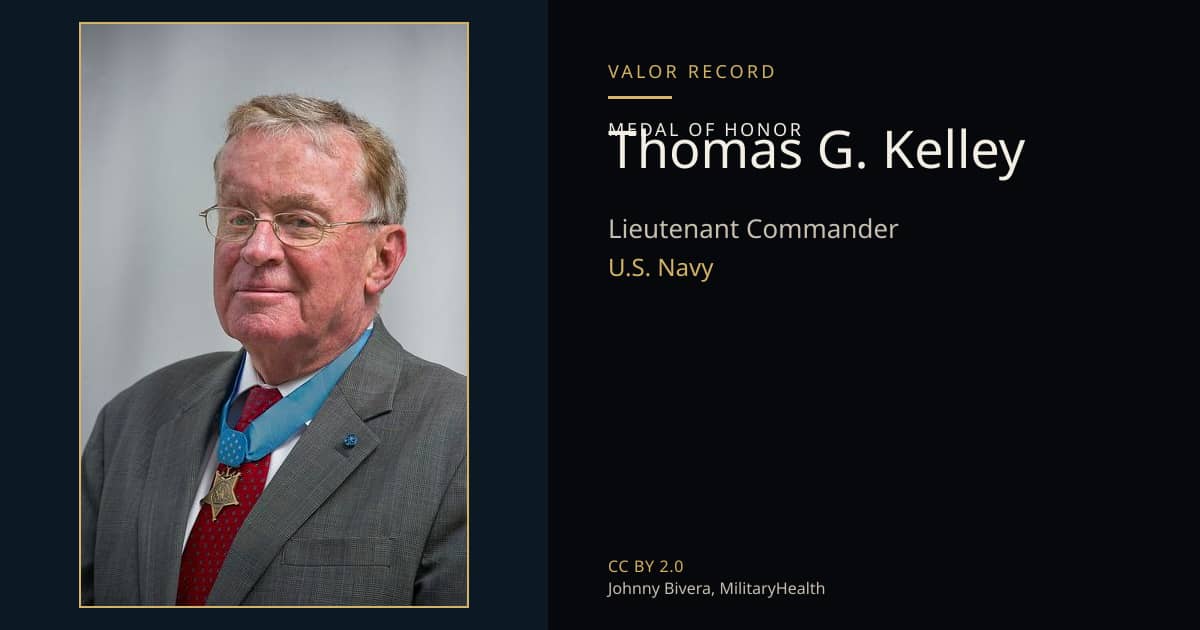 VALOR RECORD
MEDAL OF HONOR
Thomas G. Kelley
Lieutenant Commander
U.S. Navy
CC BY 2.0
Johnny Bivera, MilitaryHealth